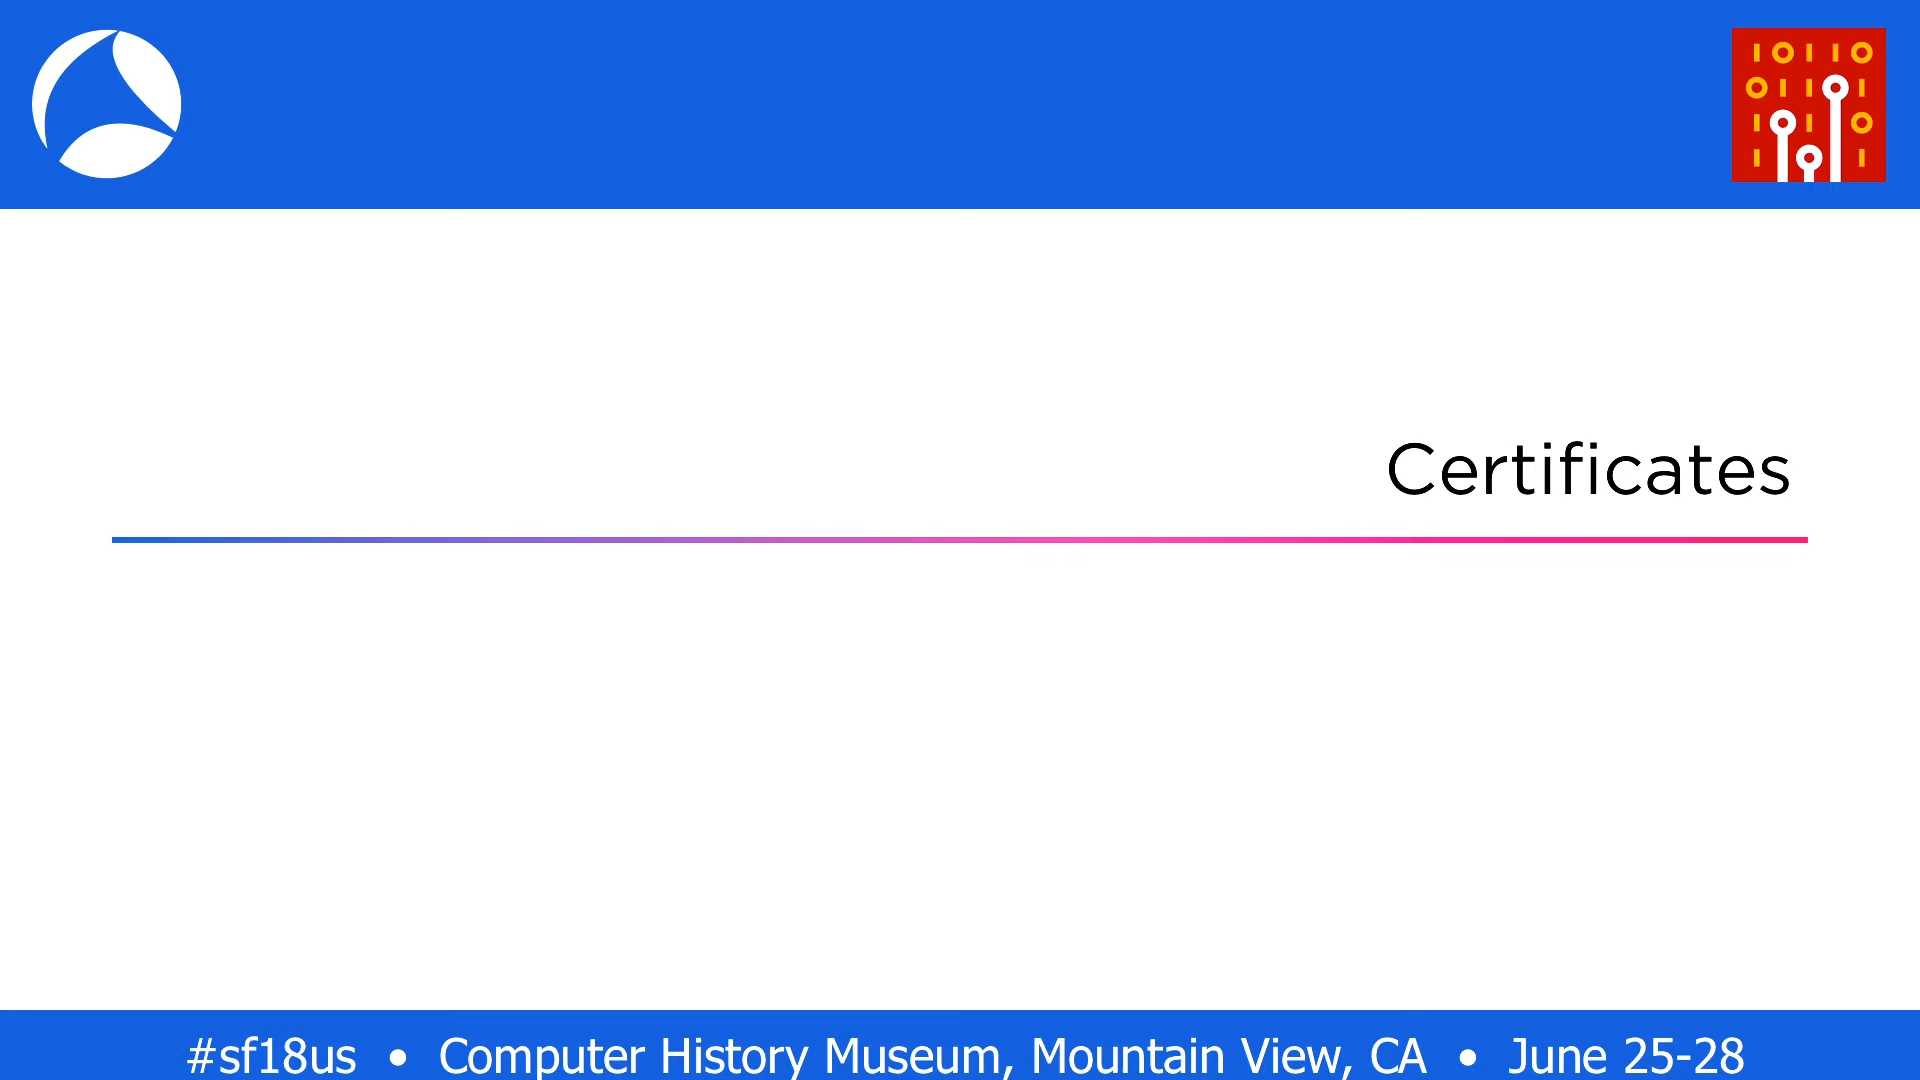 Certificates
#sf18us • Computer History Museum, Mountain View, CA • June 25-28